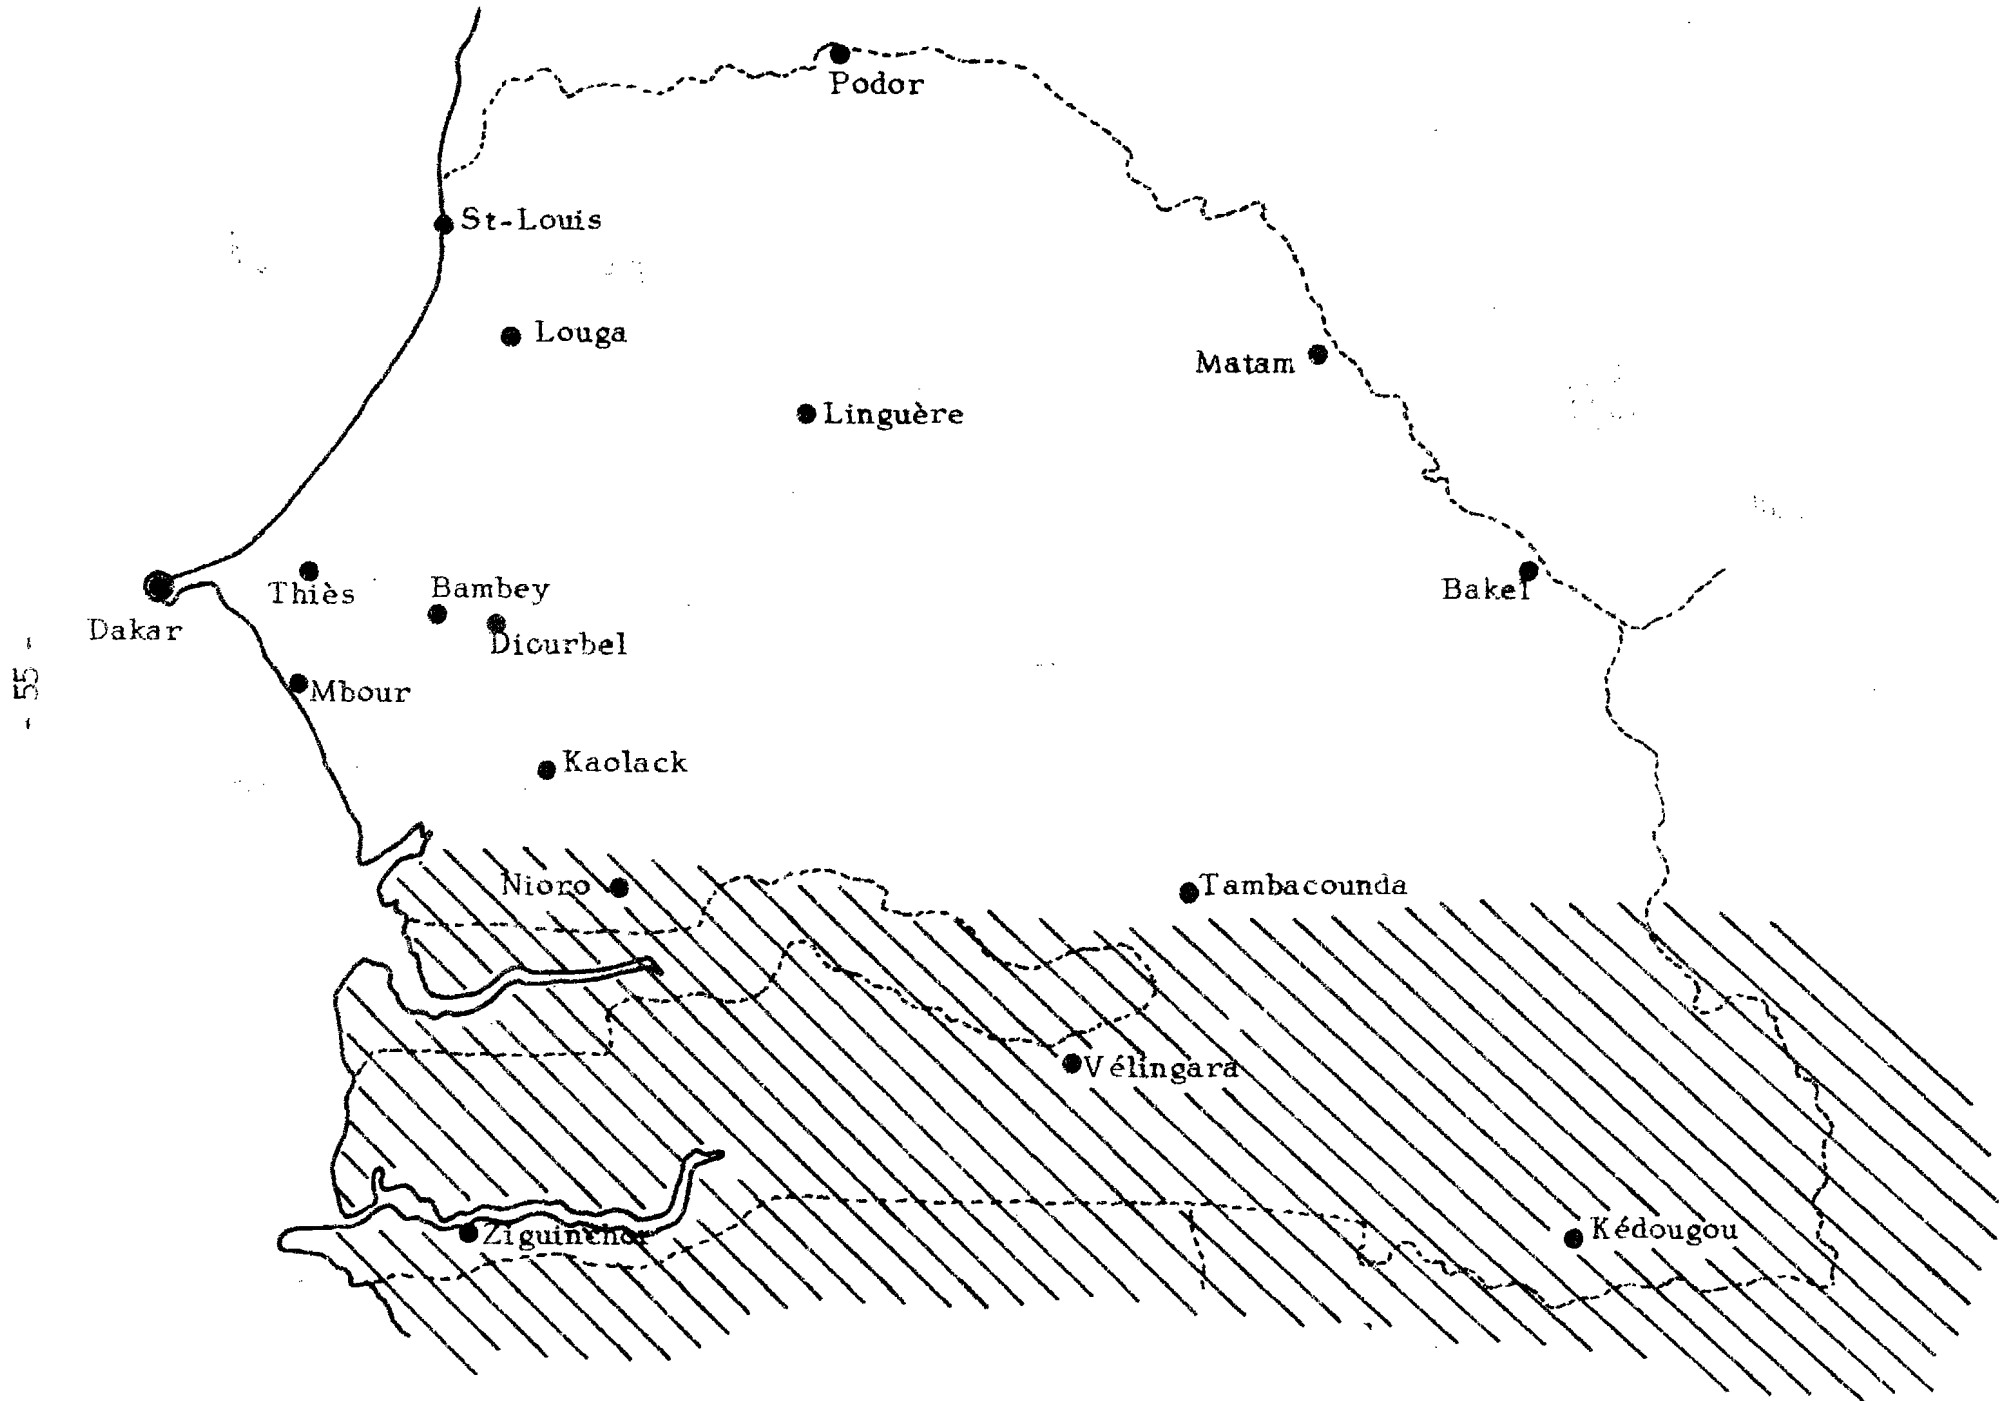 Podor
St-Louis
Louga
Matam
Linguère
Thiès
Bambey
Bakel
Dakar
Diourbel
- 55 -
Mbour
Kaolack
Nioro
Tambacounda
Vélingara
Ziguinchor
Kédougou